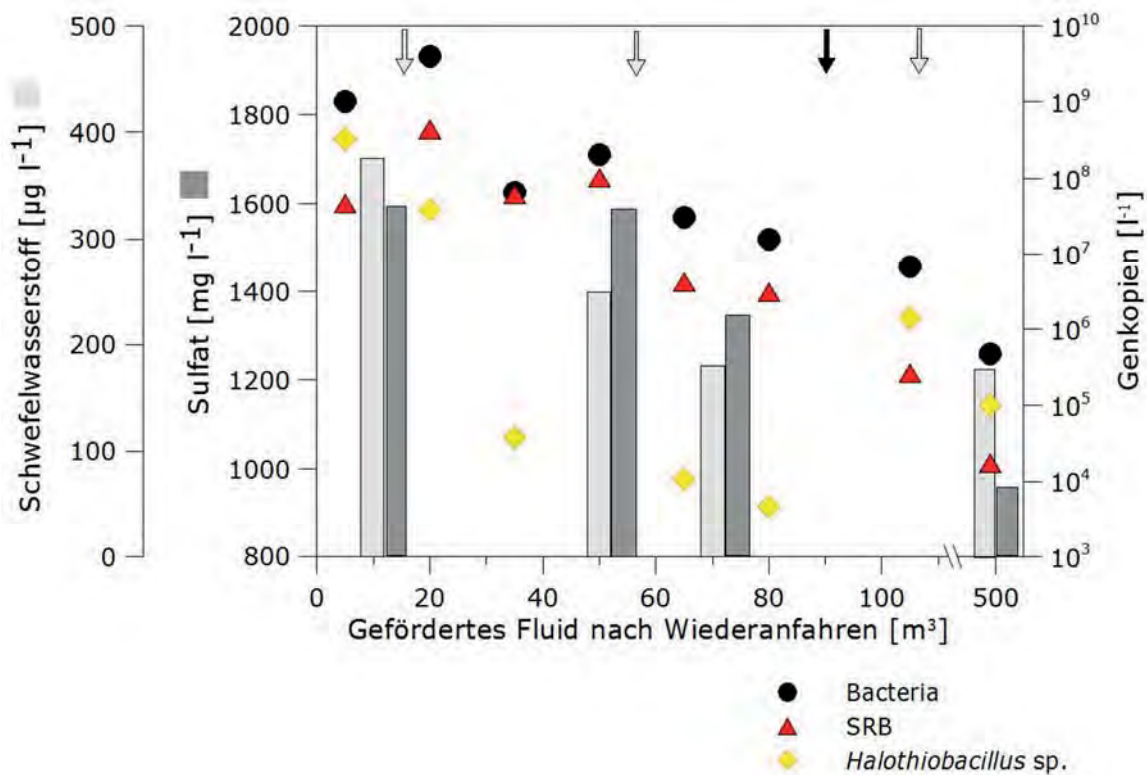 Schwefelwasserstoff [µg l⁻¹]
500
400
300
200
100
0
Sulfat [mg l⁻¹]
2000
1800
1600
1400
1200
1000
800
10¹⁰
10⁹
10⁸
10⁷
10⁶
10⁵
10⁴
10³
Genkopien [l⁻¹]
0 20 40 60 80 100 500
Gefördertes Fluid nach Wiederanfahren [m³]
Bacteria
SRB
Halothiobacillus sp.